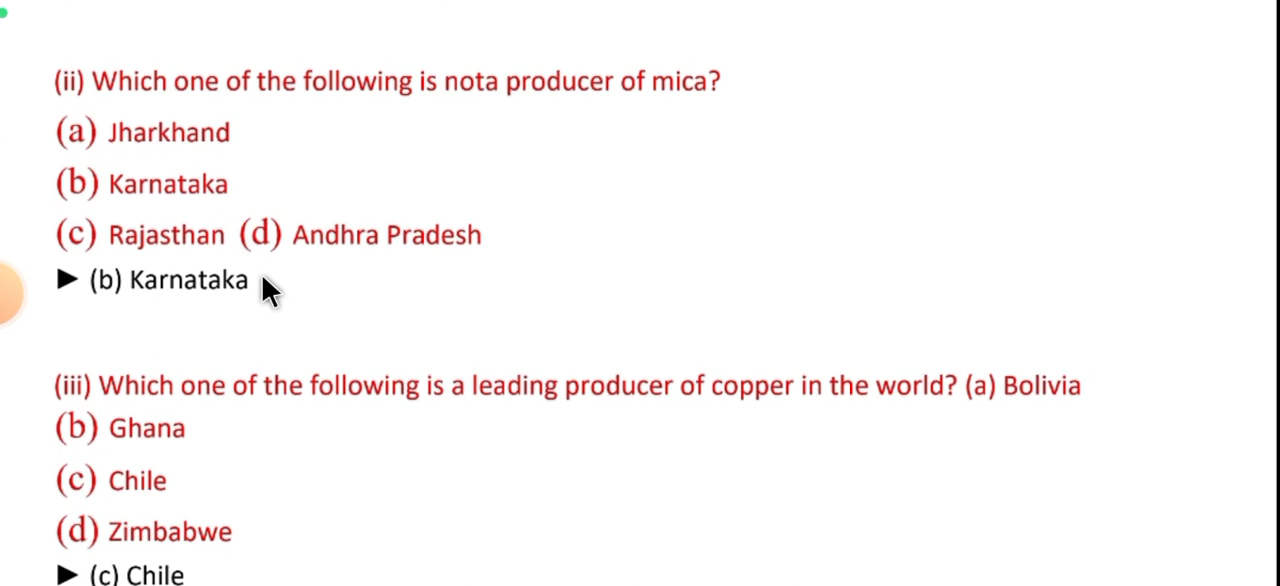 (ii) Which one of the following is nota producer of mica?
(a) Jharkhand
(b) Karnataka
(c) Rajasthan (d) Andhra Pradesh
► (b) Karnataka
(iii) Which one of the following is a leading producer of copper in the world? (a) Bolivia
(b) Ghana
(c) Chile
(d) Zimbabwe
► (c) Chile